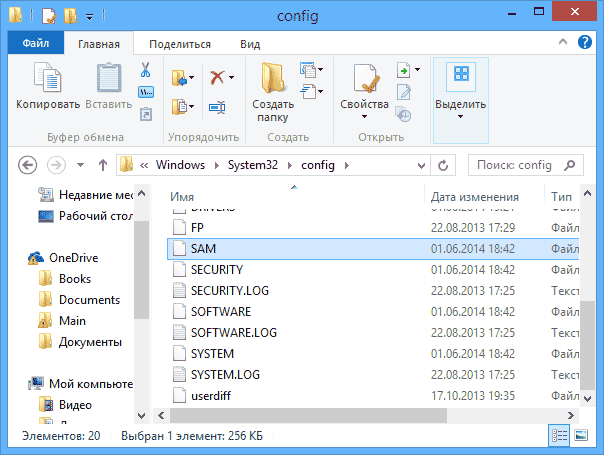 config
Файл Главная Поделиться Вид
Копировать Вставить Создать папку Свойства Выделить
Буфер обмена Упорядочить Создать Открыть
Windows System32 config Поиск: config
Недавние мес
Рабочий стол
OneDrive
Books
Documents
Main
Документы
Мой компьюте
Видео
Имя Дата изменения Тип
FP 22.08.2013 17:29 Файл
SAM 01.06.2014 18:42 Файл
SECURITY 01.06.2014 18:42 Файл
SECURITY.LOG 22.08.2013 17:25 Текст
SOFTWARE 01.06.2014 18:42 Файл
SOFTWARE.LOG 22.08.2013 17:25 Текст
SYSTEM 01.06.2014 18:42 Файл
SYSTEM.LOG 22.08.2013 17:25 Текст
userdiff 17.10.2013 19:35 Файл
Элементов: 20 Выбран 1 элемент: 256 КБ